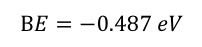 BE = −0.487 eV